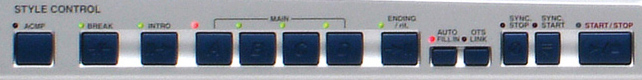 STYLE CONTROL
ACMP
BREAK
INTRO
MAIN
ENDING
/ rit.
AUTO
FILL IN
OTS
LINK
SYNC.
STOP
SYNC.
START
START / STOP